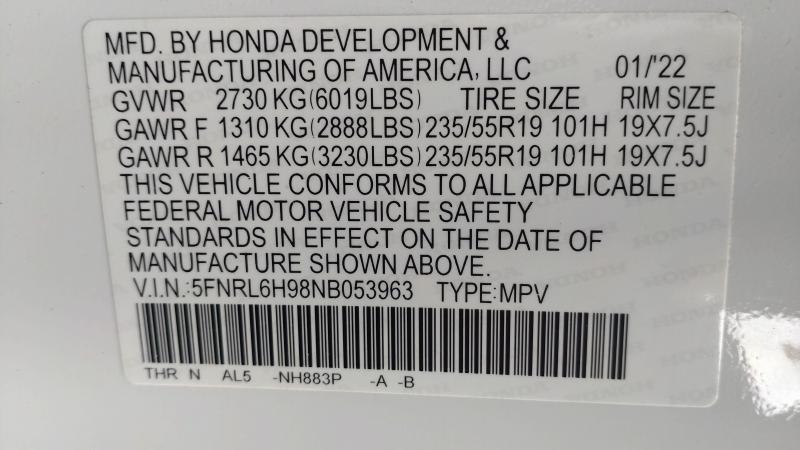 MFD. BY HONDA DEVELOPMENT &
MANUFACTURING OF AMERICA, LLC 01/'22
GVWR 2730 KG(6019LBS) TIRE SIZE RIM SIZE
GAWR F 1310 KG(2888LBS) 235/55R19 101H 19X7.5J
GAWR R 1465 KG(3230LBS) 235/55R19 101H 19X7.5J
THIS VEHICLE CONFORMS TO ALL APPLICABLE
FEDERAL MOTOR VEHICLE SAFETY
STANDARDS IN EFFECT ON THE DATE OF
MANUFACTURE SHOWN ABOVE.
V.I.N.:5FNRL6H98NB053963 TYPE:MPV
THR N AL5 -NH883P -A -B